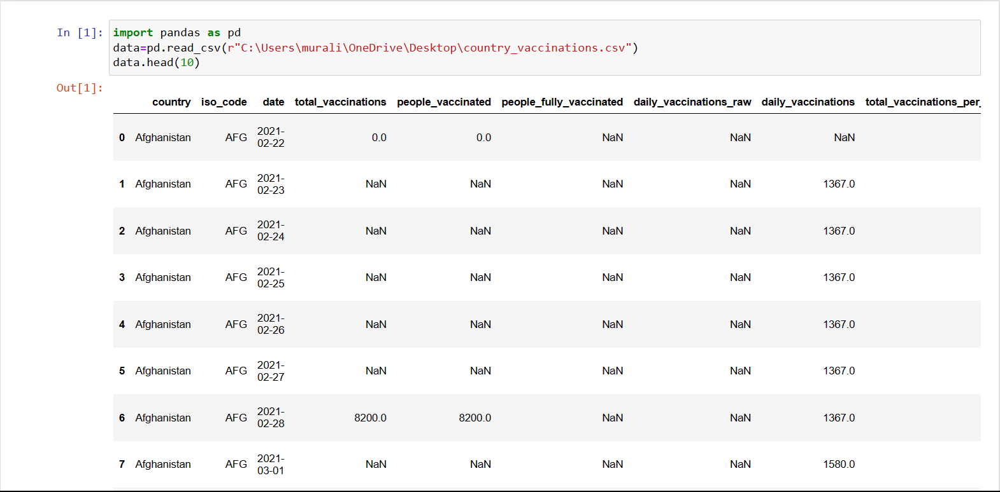 In [1]: import pandas as pd
data=pd.read_csv(r"C:\Users\murali\OneDrive\Desktop\country_vaccinations.csv")
data.head(10)
Out[1]:
country iso_code date total_vaccinations people_vaccinated people_fully_vaccinated daily_vaccinations_raw daily_vaccinations total_vaccinations_per_
0 Afghanistan AFG 2021-
02-22 0.0 0.0 NaN NaN NaN
1 Afghanistan AFG 2021-
02-23 NaN NaN NaN NaN 1367.0
2 Afghanistan AFG 2021-
02-24 NaN NaN NaN NaN 1367.0
3 Afghanistan AFG 2021-
02-25 NaN NaN NaN NaN 1367.0
4 Afghanistan AFG 2021-
02-26 NaN NaN NaN NaN 1367.0
5 Afghanistan AFG 2021-
02-27 NaN NaN NaN NaN 1367.0
6 Afghanistan AFG 2021-
02-28 8200.0 8200.0 NaN NaN 1367.0
7 Afghanistan AFG 2021-
03-01 NaN NaN NaN NaN 1580.0